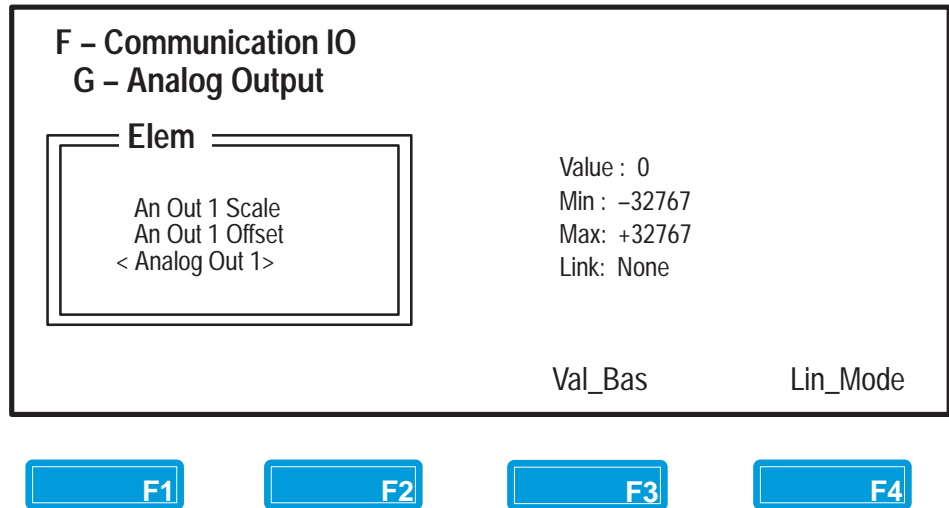 F – Communication IO
G – Analog Output
Elem
An Out 1 Scale
An Out 1 Offset
< Analog Out 1>
Value : 0
Min : –32767
Max: +32767
Link: None
Val_Bas
Lin_Mode
F1
F2
F3
F4